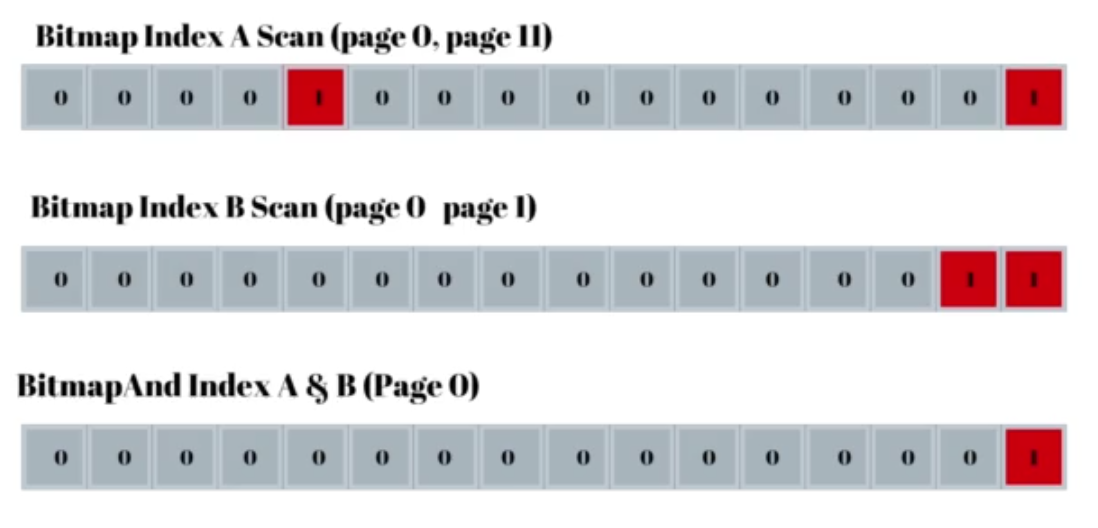 Bitmap Index A Scan (page 0, page 11)
0 0 0 0 1 0 0 0 0 0 0 0 0 0 0 1
Bitmap Index B Scan (page 0 page 1)
0 0 0 0 0 0 0 0 0 0 0 0 0 0 1 1
BitmapAnd Index A & B (Page 0)
0 0 0 0 0 0 0 0 0 0 0 0 0 0 0 1